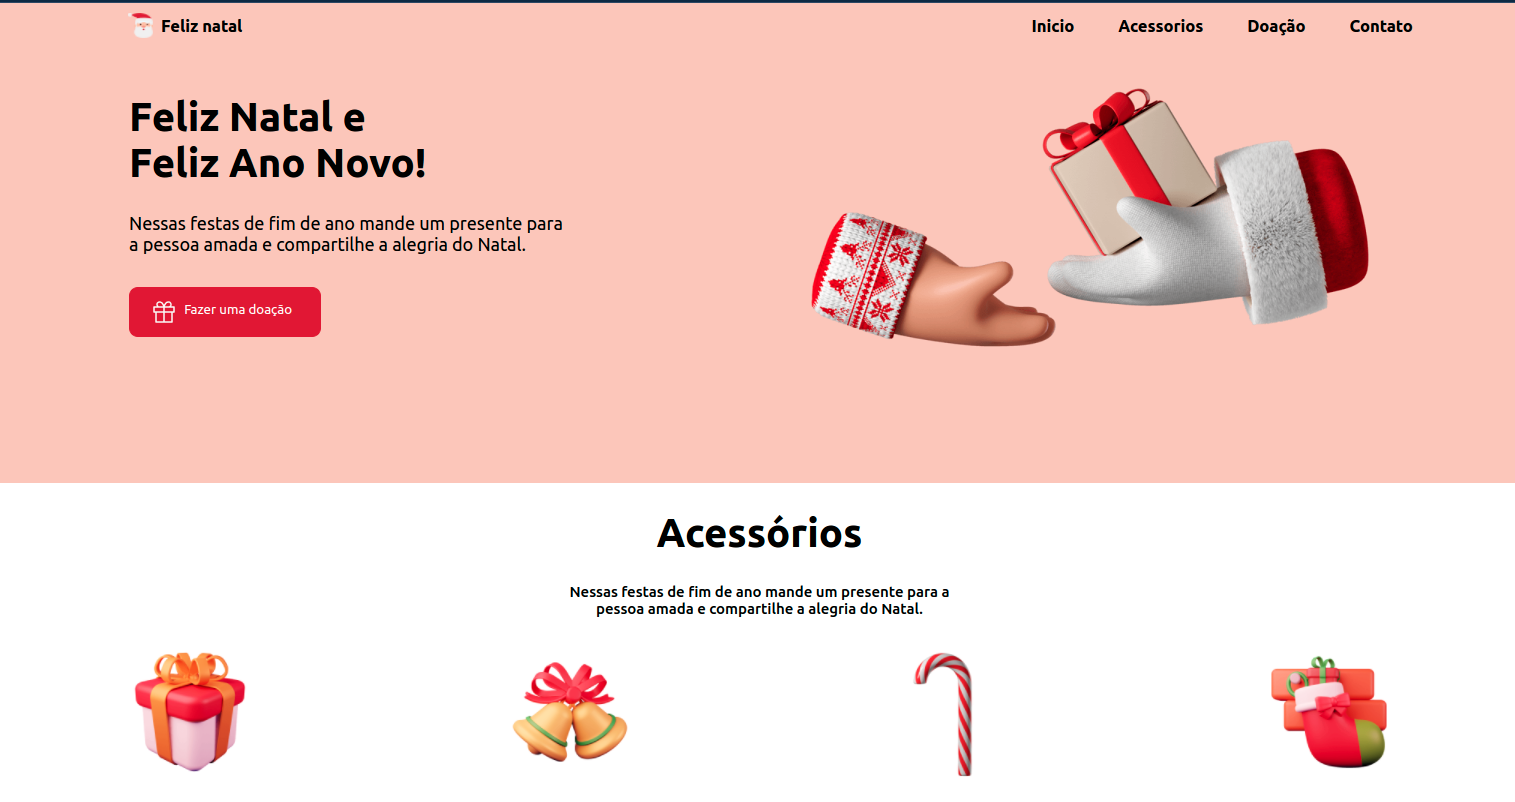 Feliz natal
Inicio
Acessorios
Doação
Contato
Feliz Natal e
Feliz Ano Novo!
Nessas festas de fim de ano mande um presente para
a pessoa amada e compartilhe a alegria do Natal.
Fazer uma doação
Acessórios
Nessas festas de fim de ano mande um presente para a
pessoa amada e compartilhe a alegria do Natal.